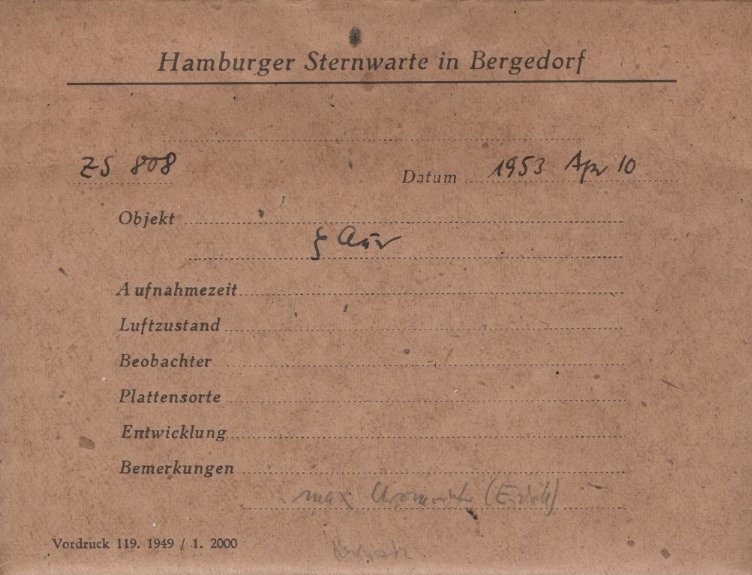 Hamburger Sternwarte in Bergedorf
ZS 808 Datum 1953 Apr 10
Objekt
ζ Aur
Aufnahmezeit
Luftzustand
Beobachter
Plattensorte
Entwicklung
Bemerkungen
max
Vordruck 119. 1949 / 1. 2000